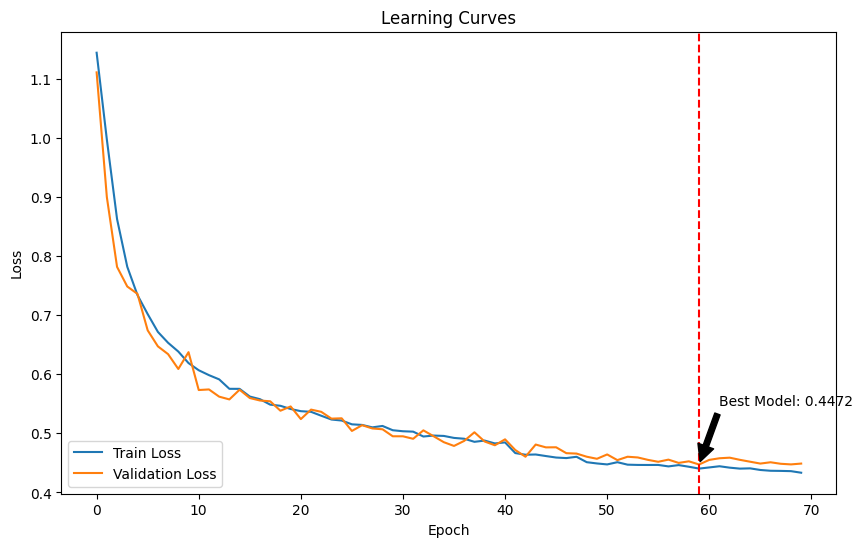 Learning Curves
Loss
1.1
1.0
0.9
0.8
0.7
0.6
0.5
0.4
Best Model: 0.4472
Train Loss
Validation Loss
0 10 20 30 40 50 60 70
Epoch